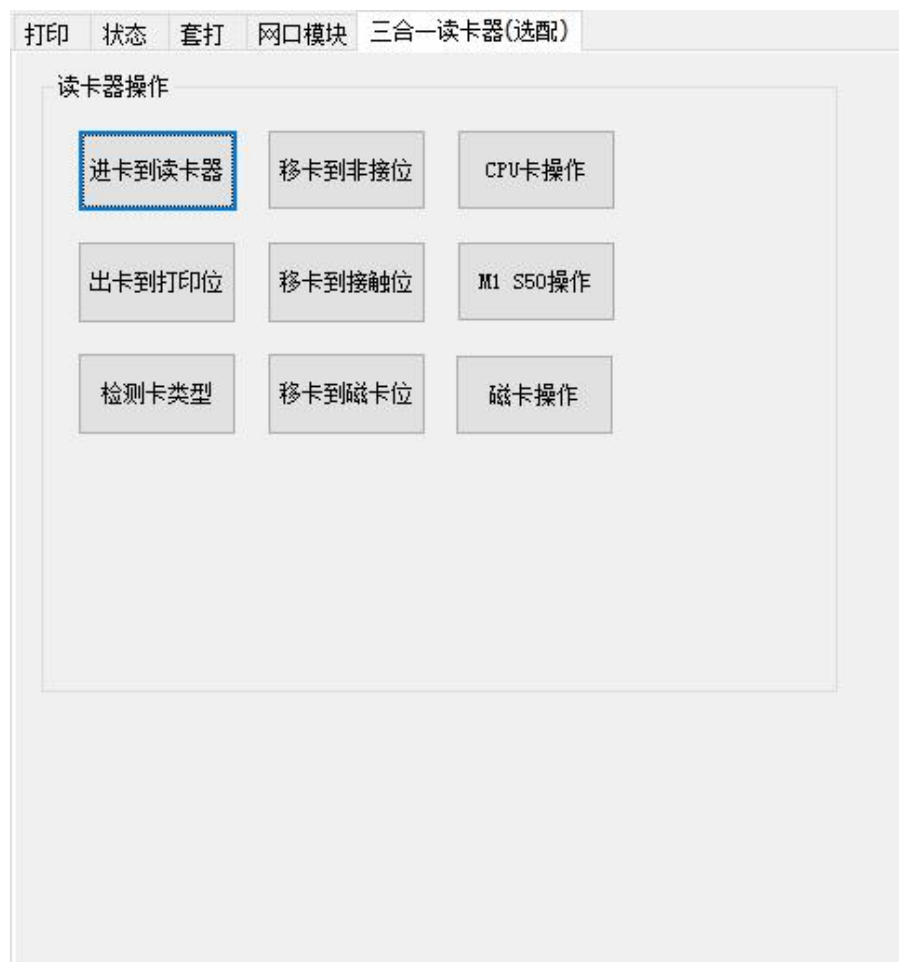 打印 状态 套打 网口模块 三合一读卡器(选配)
读卡器操作
进卡到读卡器 移卡到非接位 CPU卡操作
出卡到打印位 移卡到接触位 M1 S50操作
检测卡类型 移卡到磁卡位 磁卡操作